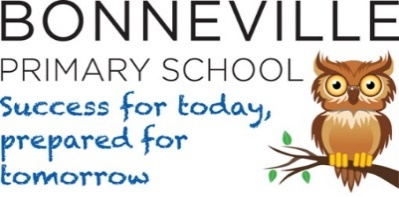 BONNEVILLE
PRIMARY SCHOOL
Success for today,
prepared for
tomorrow